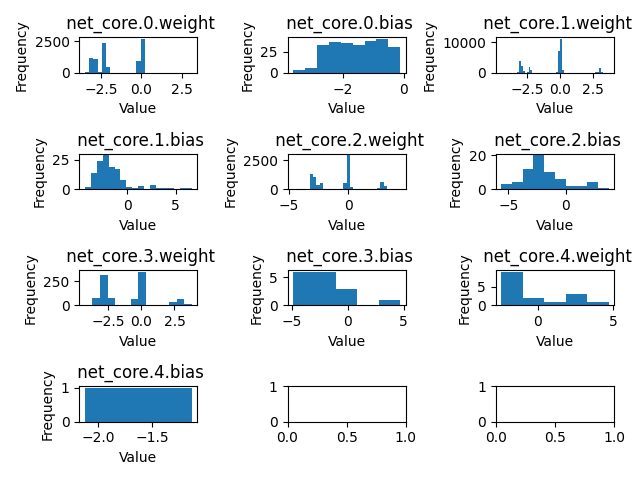 net_core.0.weight
Frequency
2500
0
−2.5 0.0 2.5
Value
net_core.0.bias
Frequency
25
0
−2 0
Value
net_core.1.weight
Frequency
10000
0
−2.5 0.0 2.5
Value
net_core.1.bias
Frequency
25
0
0 5
Value
net_core.2.weight
Frequency
2500
0
−5 0
Value
net_core.2.bias
Frequency
20
0
−5 0
Value
net_core.3.weight
Frequency
250
0
−2.5 0.0 2.5
Value
net_core.3.bias
Frequency
5
0
−5 0 5
Value
net_core.4.weight
Frequency
5
0
0 5
Value
net_core.4.bias
Frequency
1
0
−2.0 −1.5
Value
1
0
0.0 0.5 1.0
1
0
0.0 0.5 1.0